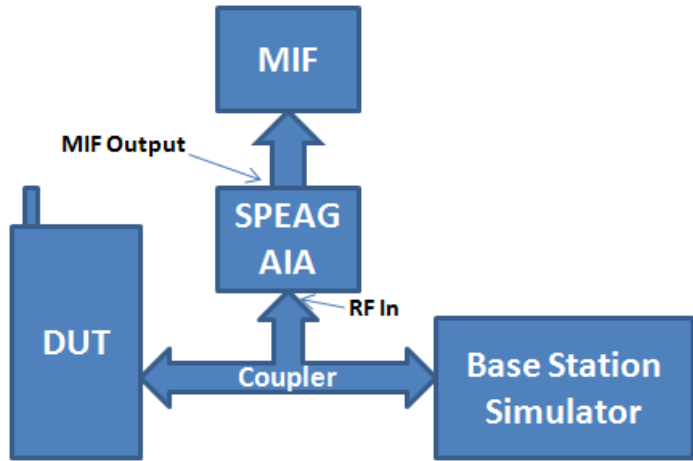 MIF
MIF Output
SPEAG
AIA
RF In
DUT
Coupler
Base Station
Simulator